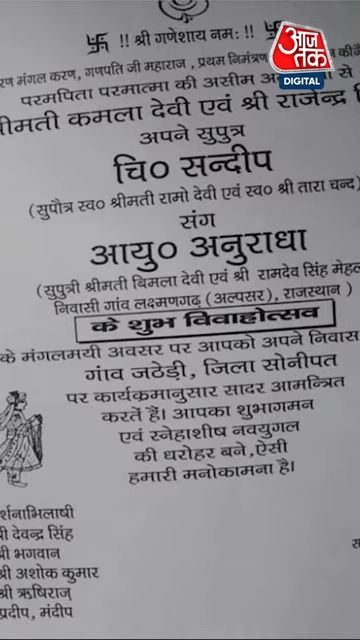 आज तक
DIGITAL
!! श्री गणेशाय नमः !!
मंगल करण, गणपति जी महाराज , प्रथम निमंत्रण
परमपिता परमात्मा की असीम से
कमला देवी एवं श्री राजेन्द्र
अपने सुपुत्र
चि० सन्दीप
(सुपौत्र स्व० श्रीमती रामो देवी एवं स्व० श्री तारा चन्द)
संग
आयु० अनुराधा
(सुपुत्री श्रीमती बिमला देवी एवं श्री रामदेव सिंह
निवासी गांव लक्ष्मणगढ़ (अल्पसर), राजस्थान )
के शुभ विवाहोत्सव
के मंगलमयी अवसर पर आपको अपने निवास
गांव जठेड़ी, जिला सोनीपत
पर कार्यक्रमानुसार सादर आमन्त्रित
करतें हैं। आपका शुभागमन
एवं स्नेहाशीष नवयुगल
की धरोहर बने ,ऐसी
हमारी मनोकामना है।
देवन्द्र सिंह
भगवान
श्री अशोक कुमार
श्री ऋषिराज
प्रदीप, मंदीप